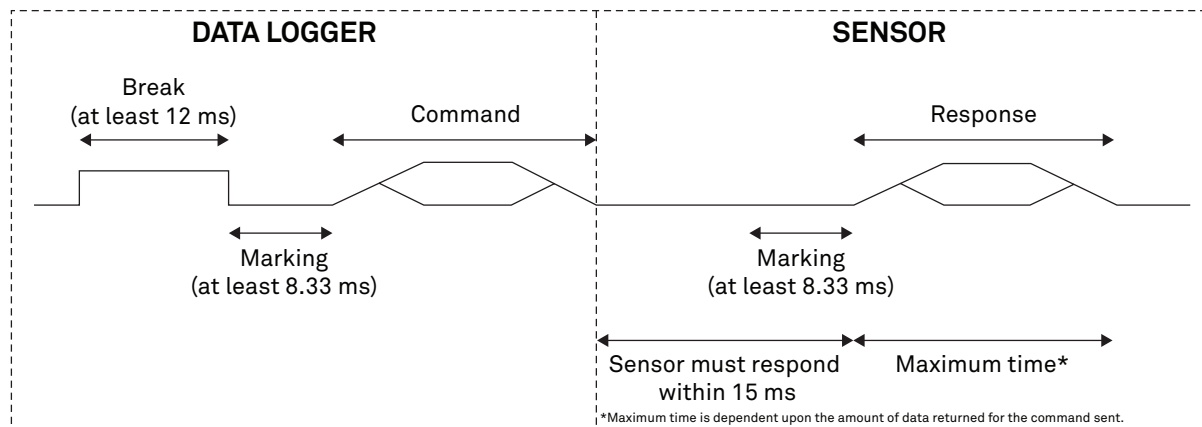 DATA LOGGER
SENSOR
Break
(at least 12 ms)
Command
Response
Marking
(at least 8.33 ms)
Marking
(at least 8.33 ms)
Sensor must respond
within 15 ms
Maximum time*
*Maximum time is dependent upon the amount of data returned for the command sent.